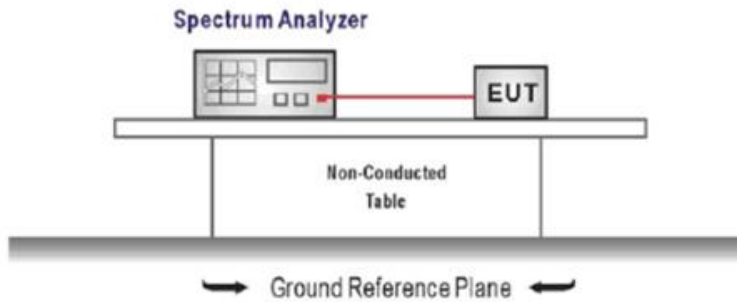 Spectrum Analyzer
EUT
Non-Conducted
Table
Ground Reference Plane